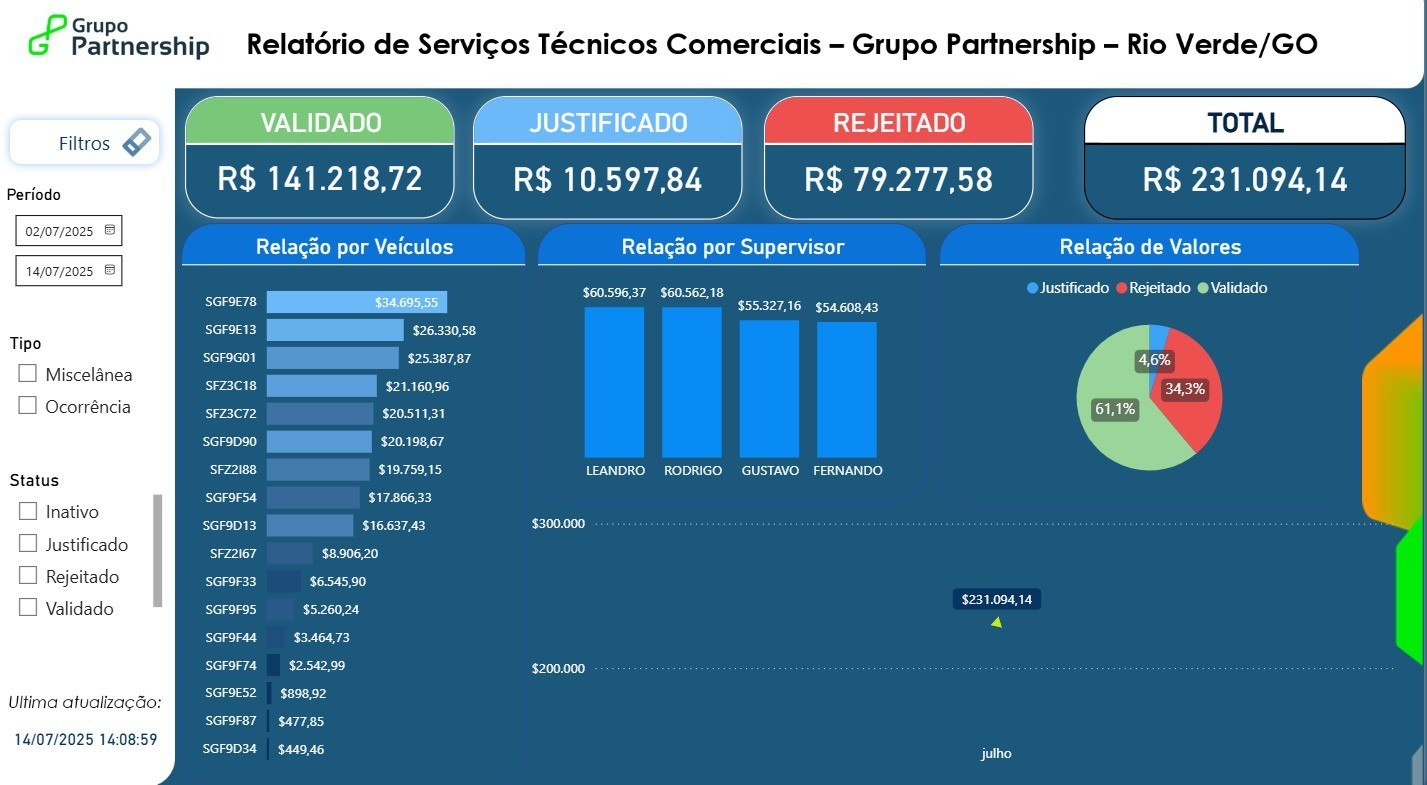 Grupo
Partnership
Relatório de Serviços Técnicos Comerciais – Grupo Partnership – Rio Verde/GO
Filtros
Período
02/07/2025
14/07/2025
Tipo
Miscelânea
Ocorrência
Status
Inativo
Justificado
Rejeitado
Validado
Ultima atualização:
14/07/2025 14:08:59
VALIDADO
R$ 141.218,72
JUSTIFICADO
R$ 10.597,84
REJEITADO
R$ 79.277,58
TOTAL
R$ 231.094,14
Relação por Veículos
SGF9E78 $34.695,55
SGF9E13 $26.330,58
SGF9G01 $25.387,87
SFZ3C18 $21.160,96
SFZ3C72 $20.511,31
SGF9D90 $20.198,67
SFZ2I88 $19.759,15
SGF9F54 $17.866,33
SGF9D13 $16.637,43
SFZ2I67 $8.906,20
SGF9F33 $6.545,90
SGF9F95 $5.260,24
SGF9F44 $3.464,73
SGF9F74 $2.542,99
SGF9E52 $898,92
SGF9F87 $477,85
SGF9D34 $449,46
Relação por Supervisor
$60.596,37 $60.562,18 $55.327,16 $54.608,43
LEANDRO RODRIGO GUSTAVO FERNANDO
Relação de Valores
Justificado Rejeitado Validado
4,6%
34,3%
61,1%
$300.000
$231.094,14
$200.000
julho